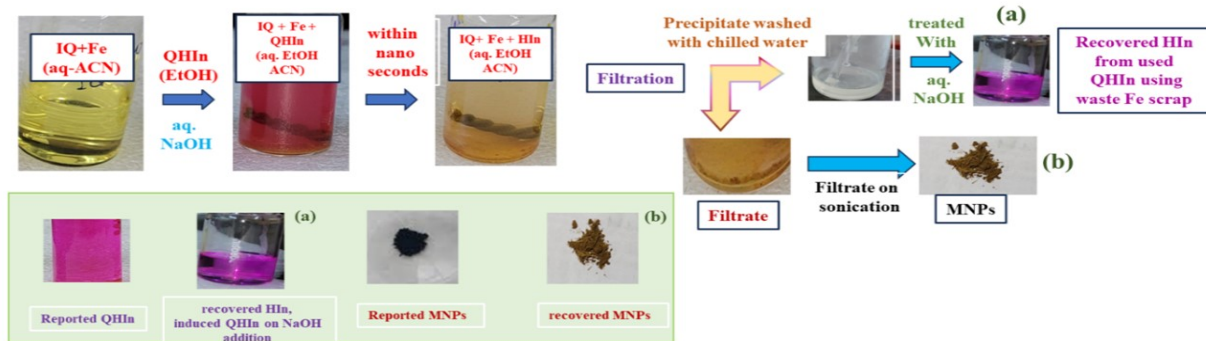 IQ+Fe
(aq-ACN)
QHIn
(EtOH)
aq.
NaOH
IQ + Fe +
QHIn
(aq. EtOH
ACN)
within
nano
seconds
IQ+ Fe + HIn
(aq. EtOH
ACN)
Filtration
Precipitate washed
with chilled water
treated
With
aq.
NaOH
(a)
Recovered HIn
from used
QHIn using
waste Fe scrap
Filtrate
Filtrate on
sonication
MNPs
(b)
Reported QHIn
(a)
recovered HIn,
induced QHIn on NaOH
addition
Reported MNPs
(b)
recovered MNPs